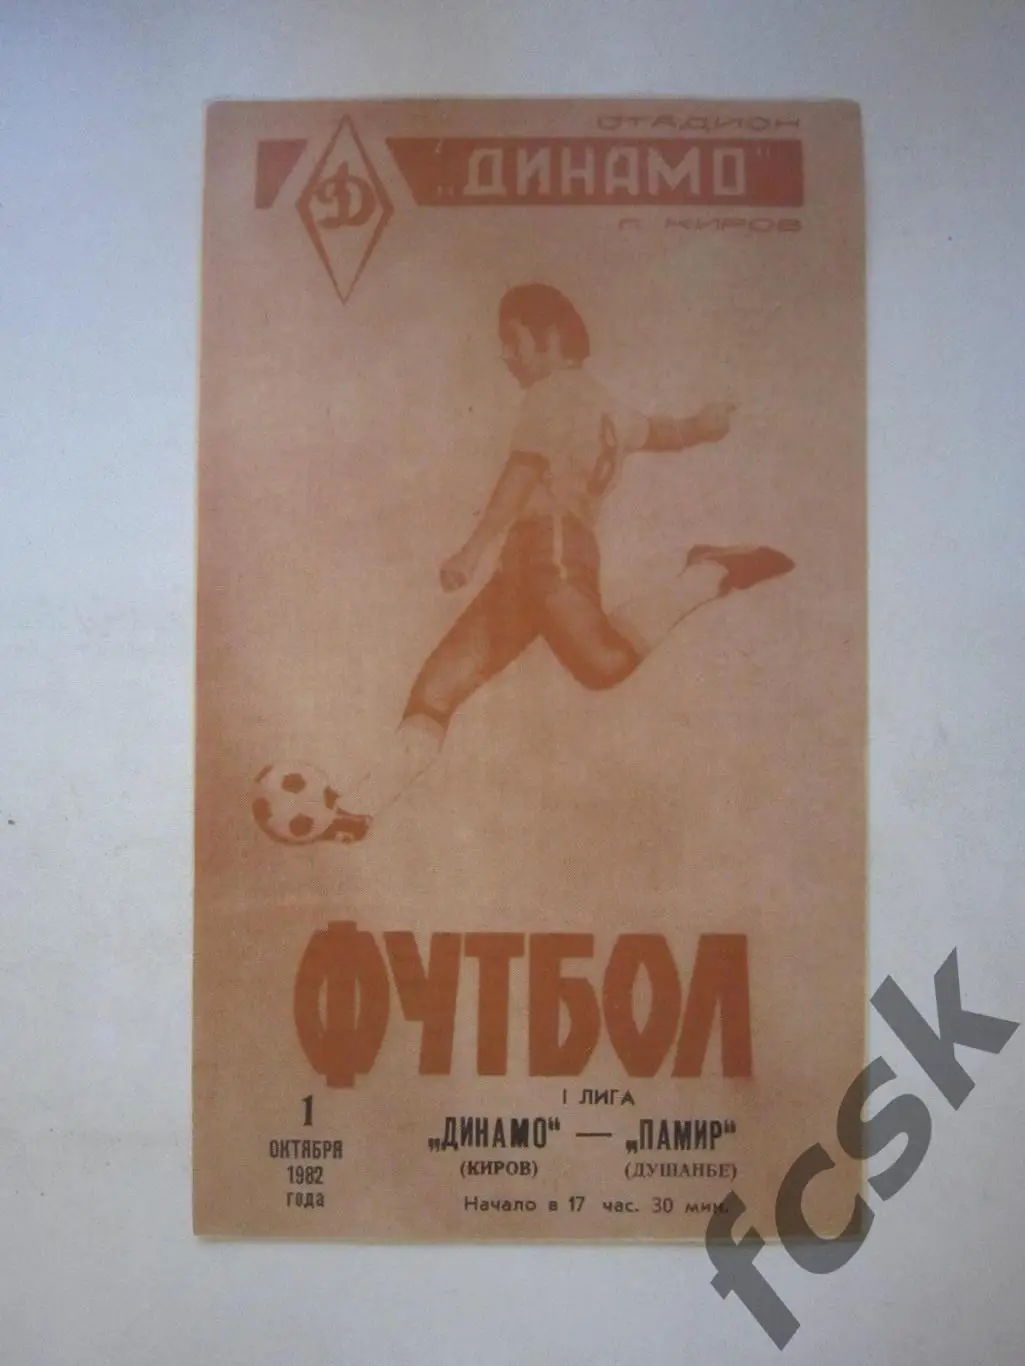 СТАДИОН
„ДИНАМО"
Г. КИРОВ
Д
8
ФУТБОЛ
I ЛИГА
1
ОКТЯБРЯ
1982
года
„ДИНАМО“ — „ПАМИР“
(КИРОВ) (ДУШАНБЕ)
Начало в 17 час. 30 мин.
fcsk